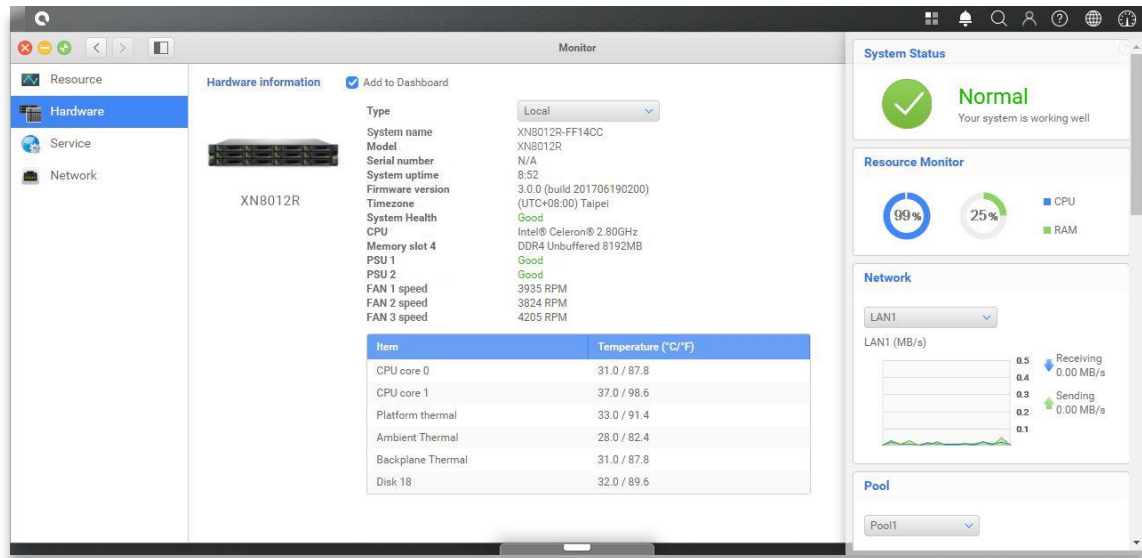 Monitor
Resource
Hardware
Service
Network
Hardware information
Add to Dashboard
XN8012R
Type Local
System name XN8012R-FF14CC
Model XN8012R
Serial number N/A
System uptime 8:52
Firmware version 3.0.0 (build 201706190200)
Timezone (UTC+08:00) Taipei
System Health Good
CPU Intel® Celeron® 2.80GHz
Memory slot 4 DDR4 Unbuffered 8192MB
PSU 1 Good
PSU 2 Good
FAN 1 speed 3935 RPM
FAN 2 speed 3824 RPM
FAN 3 speed 4205 RPM
Item Temperature (°C/°F)
CPU core 0 31.0 / 87.8
CPU core 1 37.0 / 98.6
Platform thermal 33.0 / 91.4
Ambient Thermal 28.0 / 82.4
Backplane Thermal 31.0 / 87.8
Disk 18 32.0 / 89.6
System Status
Normal
Your system is working well
Resource Monitor
99%
25%
CPU
RAM
Network
LAN1
LAN1 (MB/s)
0.5
0.4
0.3
0.2
0.1
Receiving
0.00 MB/s
Sending
0.00 MB/s
Pool
Pool1